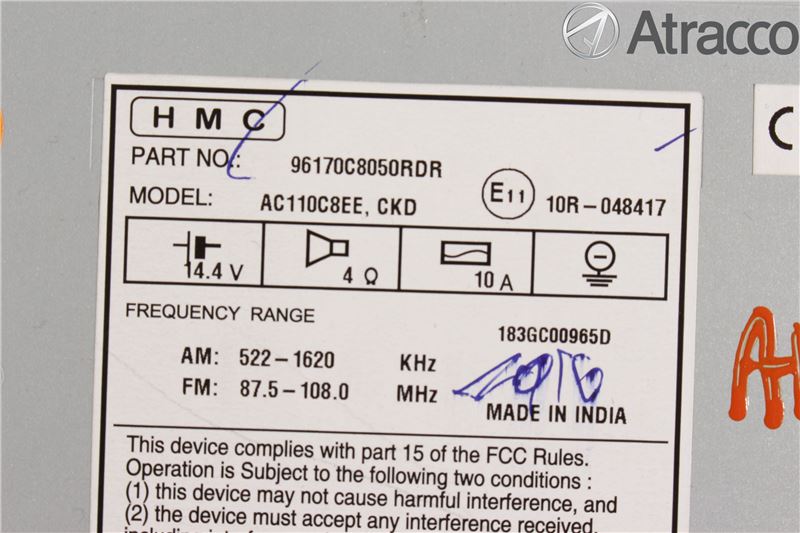 Atracco
HMC
PART NO.: 96170C8050RDR
MODEL: AC110C8EE, CKD
E11 10R-048417
14.4 V 4 Ω 10 A
FREQUENCY RANGE
183GC00965D
AM: 522-1620 KHz
FM: 87.5-108.0 MHz
MADE IN INDIA
This device complies with part 15 of the FCC Rules.
Operation is Subject to the following two conditions :
(1) this device may not cause harmful interference, and
(2) the device must accept any interference received,